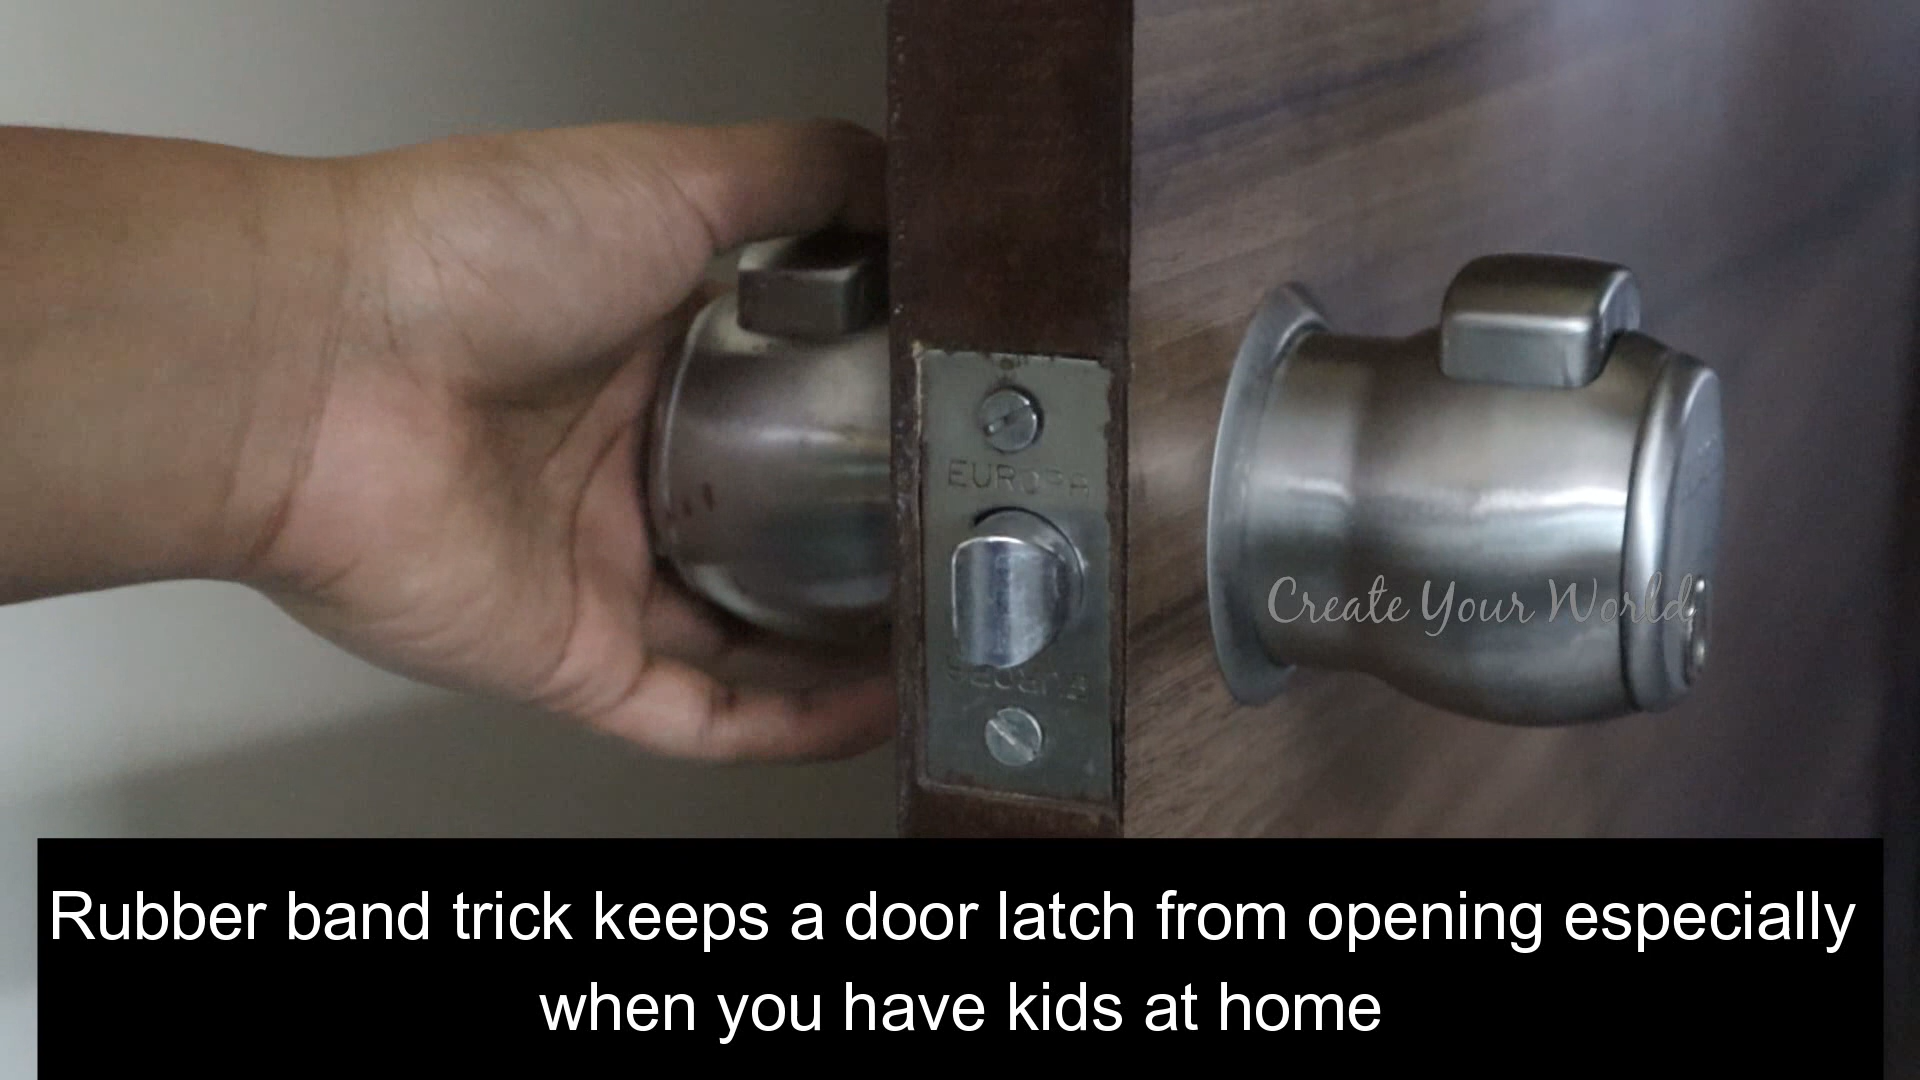 EUROPA
Create Your World
EUROPA
Rubber band trick keeps a door latch from opening especially
when you have kids at home